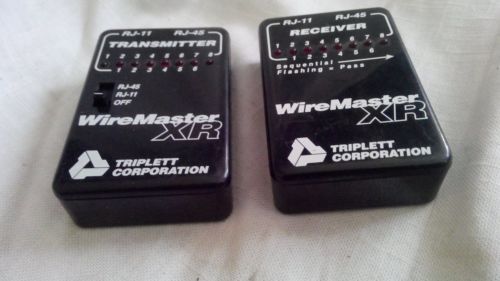 RJ-11 RJ-45
TRANSMITTER
1 2 3 4 5 6 7 8
1 2 3 4 5 6
RJ-45
RJ-11
OFF
WireMaster
XR
TRIPLETT
CORPORATION
RJ-11 RJ-45
RECEIVER
1 2 3 4 5 6 7 8
1 2 3 4 5 6
Sequential
Flashing = Pass
WireMaster
XR
TRIPLETT
CORPORATION